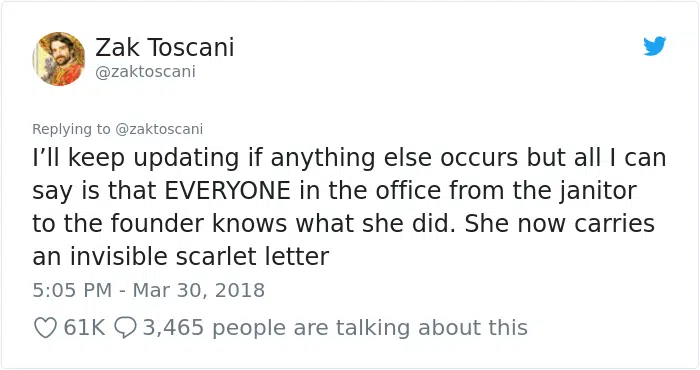 Zak Toscani
@zaktoscani
Replying to @zaktoscani
I’ll keep updating if anything else occurs but all I can
say is that EVERYONE in the office from the janitor
to the founder knows what she did. She now carries
an invisible scarlet letter
5:05 PM - Mar 30, 2018
61K 3,465 people are talking about this